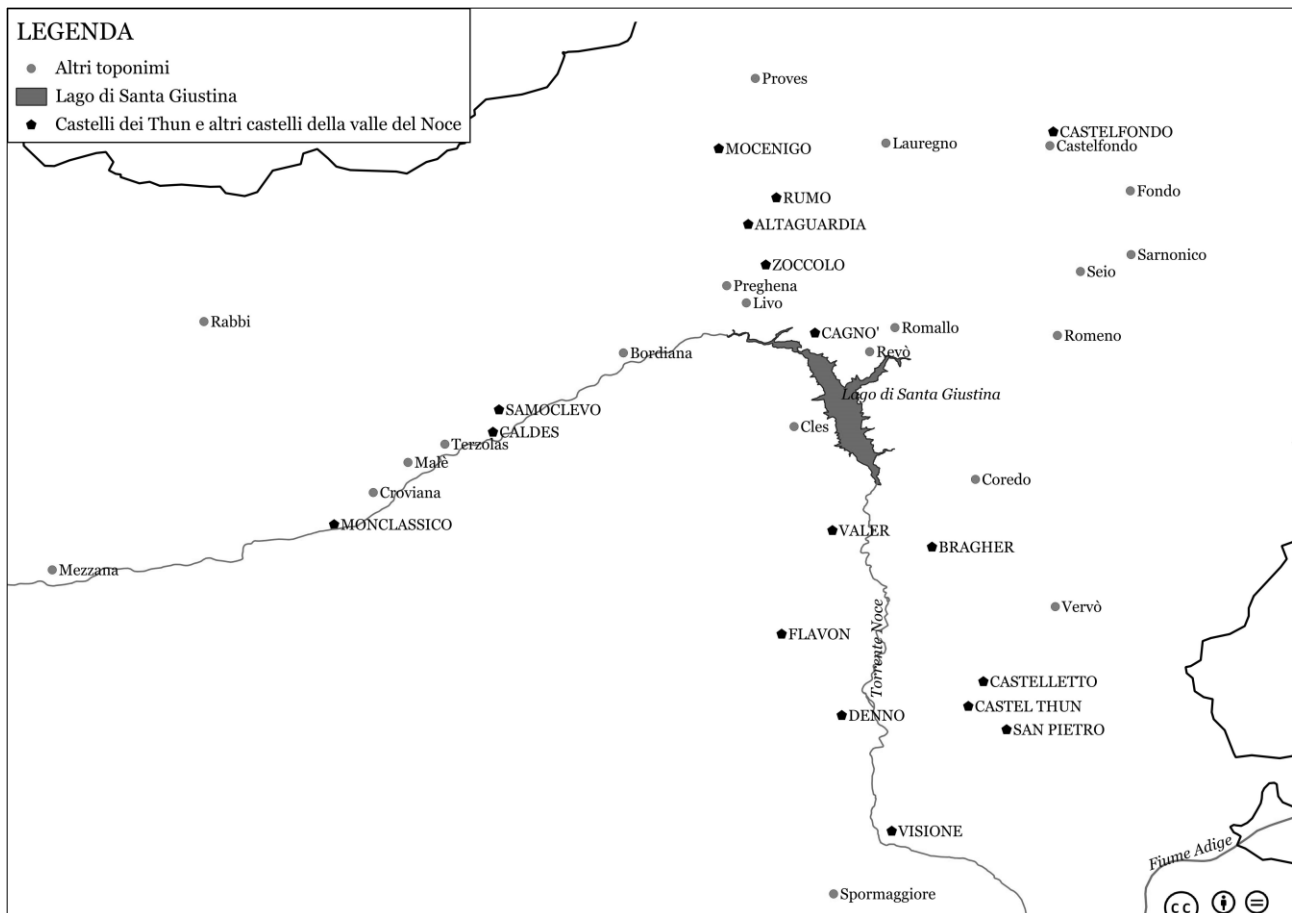 LEGENDA
Altri toponimi
Lago di Santa Giustina
Castelli dei Thun e altri castelli della valle del Noce
Proves
CASTELFONDO
Castelfondo
Lauregno
MOCENIGO
Fondo
RUMO
ALTAGUARDIA
Sarnonico
ZOCCOLO
Seio
Preghena
Livo
Rabbi
CAGNO'
Romallo
Romeno
Bordiana
Revò
Lago di Santa Giustina
SAMOCLEVO
Cles
CALDES
Terzolas
Malè
Coredo
Croviana
MONCLASSICO
VALER
BRAGHER
Mezzana
Vervò
Torrente Noce
FLAVON
CASTELLETTO
CASTEL THUN
DENNO
SAN PIETRO
VISIONE
Fiume Adige
Spormaggiore
cc